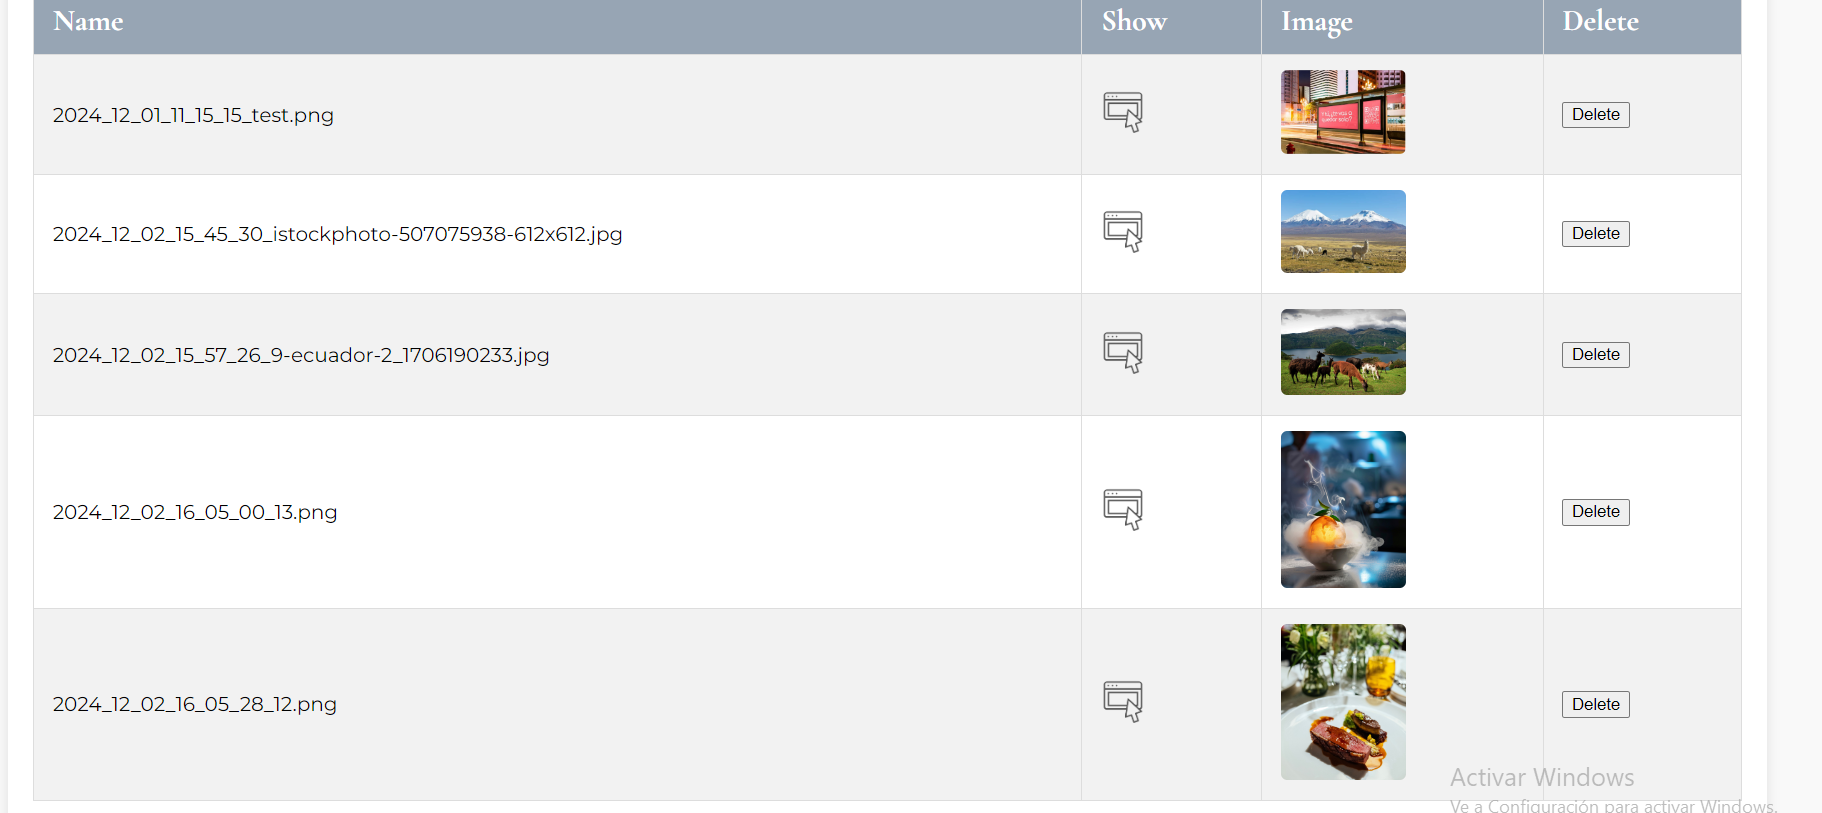 Name Show Image Delete
2024_12_01_11_15_15_test.png Delete
2024_12_02_15_45_30_istockphoto-507075938-612x612.jpg Delete
2024_12_02_15_57_26_9-ecuador-2_1706190233.jpg Delete
2024_12_02_16_05_00_13.png Delete
2024_12_02_16_05_28_12.png Delete
Activar Windows
Ve a Configuración para activar Windows.